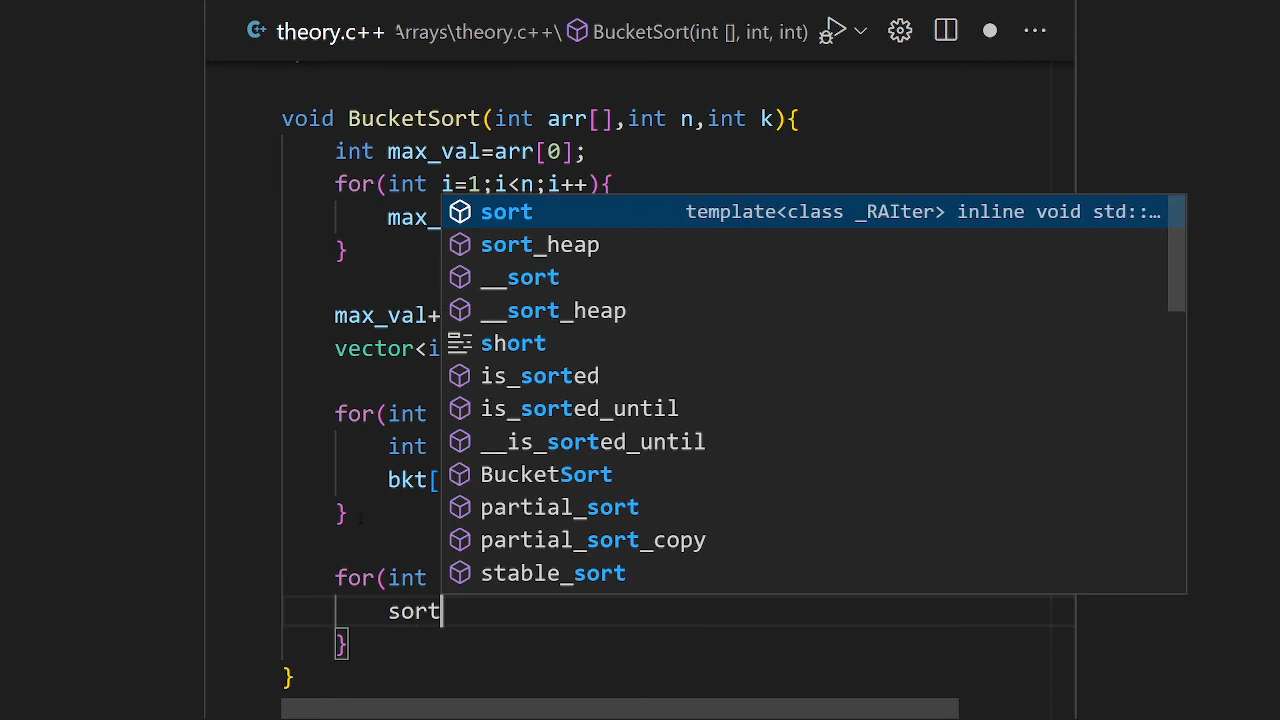 theory.c++ Arrays\theory.c++\ BucketSort(int [], int, int)
void BucketSort(int arr[],int n,int k){
int max_val=arr[0];
for(int i=1;i<n;i++){
max_
}
max_val+
vector<i
for(int
int
bkt[
}
for(int
sort
}
}
sort template<class _RAIter> inline void std::…
sort_heap
__sort
__sort_heap
short
is_sorted
is_sorted_until
__is_sorted_until
BucketSort
partial_sort
partial_sort_copy
stable_sort